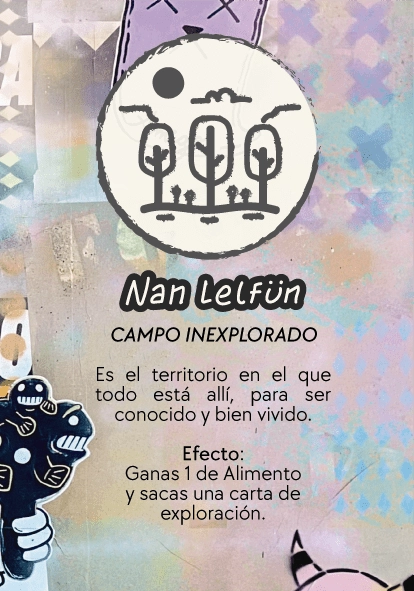 Nan Lelfün
CAMPO INEXPLORADO
Es el territorio en el que
todo está allí, para ser
conocido y bien vivido.
Efecto:
Ganas 1 de Alimento
y sacas una carta de
exploración.